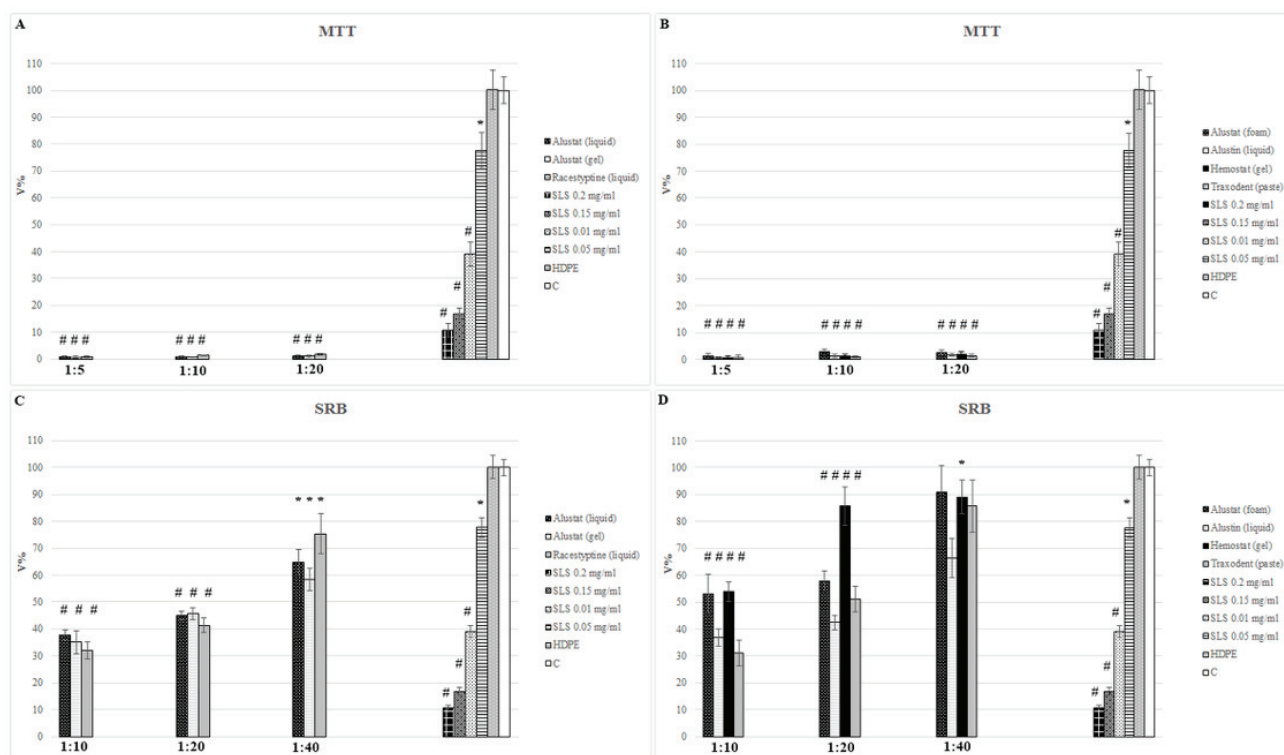 A
MTT
110
100
90
80
70
60
50
40
30
20
10
0
V%
*
#
#
#
# # #
# # #
# # #
1:5
1:10
1:20
Alustat (liquid)
Alustat (gel)
Racestyptine (liquid)
SLS 0.2 mg/ml
SLS 0.15 mg/ml
SLS 0.01 mg/ml
SLS 0.05 mg/ml
HDPE
C
B
MTT
110
100
90
80
70
60
50
40
30
20
10
0
V%
*
#
#
#
# # # #
# # # #
# # # #
1:5
1:10
1:20
Alustat (foam)
Alustin (liquid)
Hemostat (gel)
Traxodent (paste)
SLS 0.2 mg/ml
SLS 0.15 mg/ml
SLS 0.01 mg/ml
SLS 0.05 mg/ml
HDPE
C
C
SRB
110
100
90
80
70
60
50
40
30
20
10
0
V%
# # #
# # #
* * *
#
#
#
*
1:10
1:20
1:40
Alustat (liquid)
Alustat (gel)
Racestyptine (liquid)
SLS 0.2 mg/ml
SLS 0.15 mg/ml
SLS 0.01 mg/ml
SLS 0.05 mg/ml
HDPE
C
D
SRB
110
100
90
80
70
60
50
40
30
20
10
0
V%
# # # #
# # # #
*
#
#
#
*
1:10
1:20
1:40
Alustat (foam)
Alustin (liquid)
Hemostat (gel)
Traxodent (paste)
SLS 0.2 mg/ml
SLS 0.15 mg/ml
SLS 0.01 mg/ml
SLS 0.05 mg/ml
HDPE
C